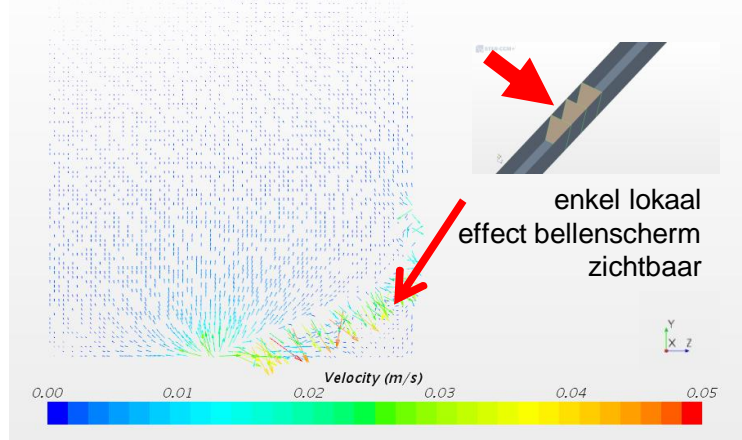 enkel lokaal
effect bellenscherm
zichtbaar
Y
X Z
Velocity (m/s)
0.00 0.01 0.02 0.03 0.04 0.05